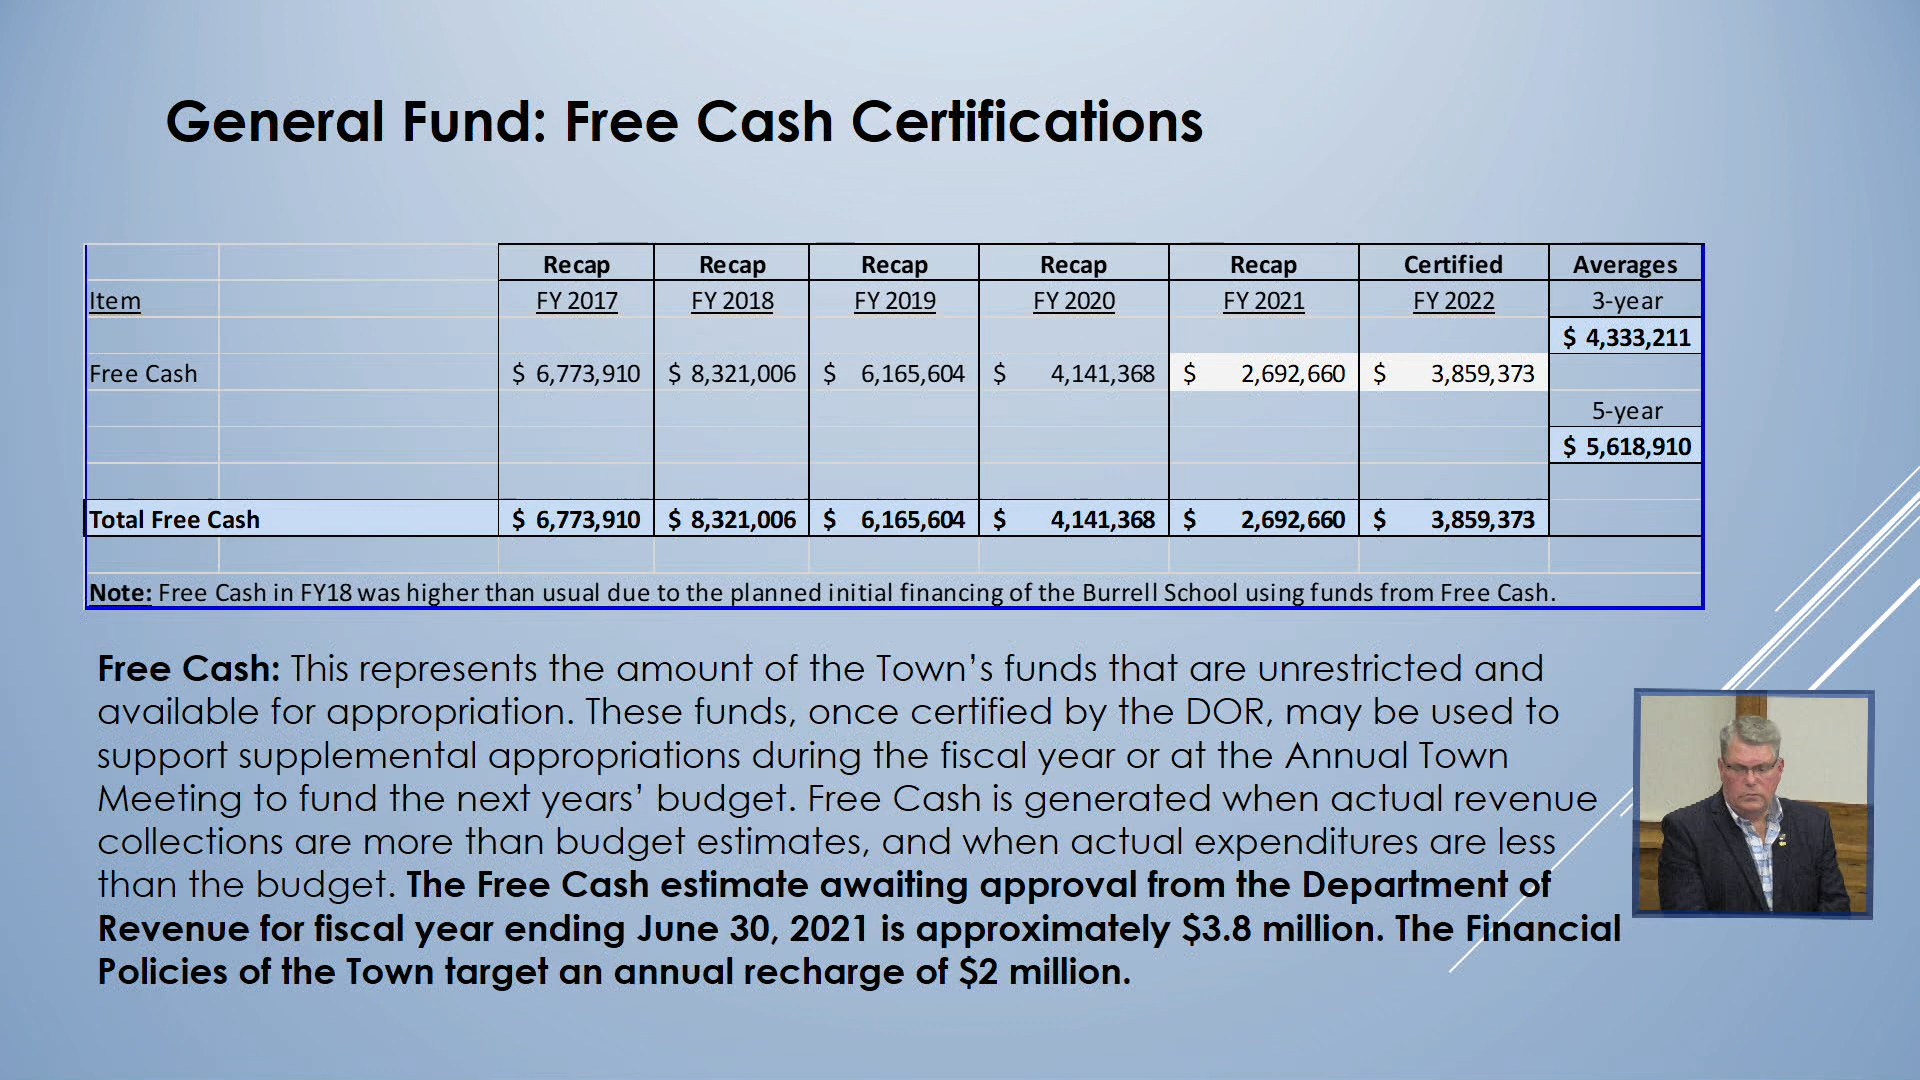 General Fund: Free Cash Certifications
Recap Recap Recap Recap Recap Certified Averages
Item FY 2017 FY 2018 FY 2019 FY 2020 FY 2021 FY 2022 3-year
$ 4,333,211
Free Cash $ 6,773,910 $ 8,321,006 $ 6,165,604 $ 4,141,368 $ 2,692,660 $ 3,859,373
5-year
$ 5,618,910
Total Free Cash $ 6,773,910 $ 8,321,006 $ 6,165,604 $ 4,141,368 $ 2,692,660 $ 3,859,373
Note: Free Cash in FY18 was higher than usual due to the planned initial financing of the Burrell School using funds from Free Cash.
Free Cash: This represents the amount of the Town’s funds that are unrestricted and
available for appropriation. These funds, once certified by the DOR, may be used to
support supplemental appropriations during the fiscal year or at the Annual Town
Meeting to fund the next years’ budget. Free Cash is generated when actual revenue
collections are more than budget estimates, and when actual expenditures are less
than the budget. The Free Cash estimate awaiting approval from the Department of
Revenue for fiscal year ending June 30, 2021 is approximately $3.8 million. The Financial
Policies of the Town target an annual recharge of $2 million.